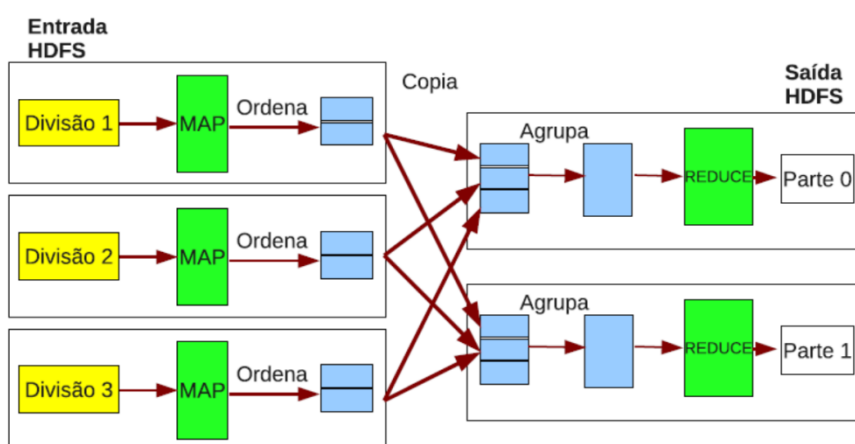 Entrada
HDFS
Copia
Saída
HDFS
Divisão 1
MAP
Ordena
Agrupa
REDUCE
Parte 0
Divisão 2
MAP
Ordena
Agrupa
REDUCE
Parte 1
Divisão 3
MAP
Ordena